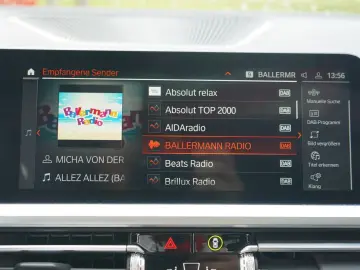 Empfangene Sender
BALLERMR
13:56
Ballermann
Radio
MICHA VON DER
ALLEZ ALLEZ (BA
Absolut relax DAB
Absolut TOP 2000 DAB
AIDAradio DAB
BALLERMANN RADIO DAB
Beats Radio DAB
Brillux Radio DAB
Manuelle Suche
DAB-Programm
Bild vergrößern
Titel erkennen
Klang